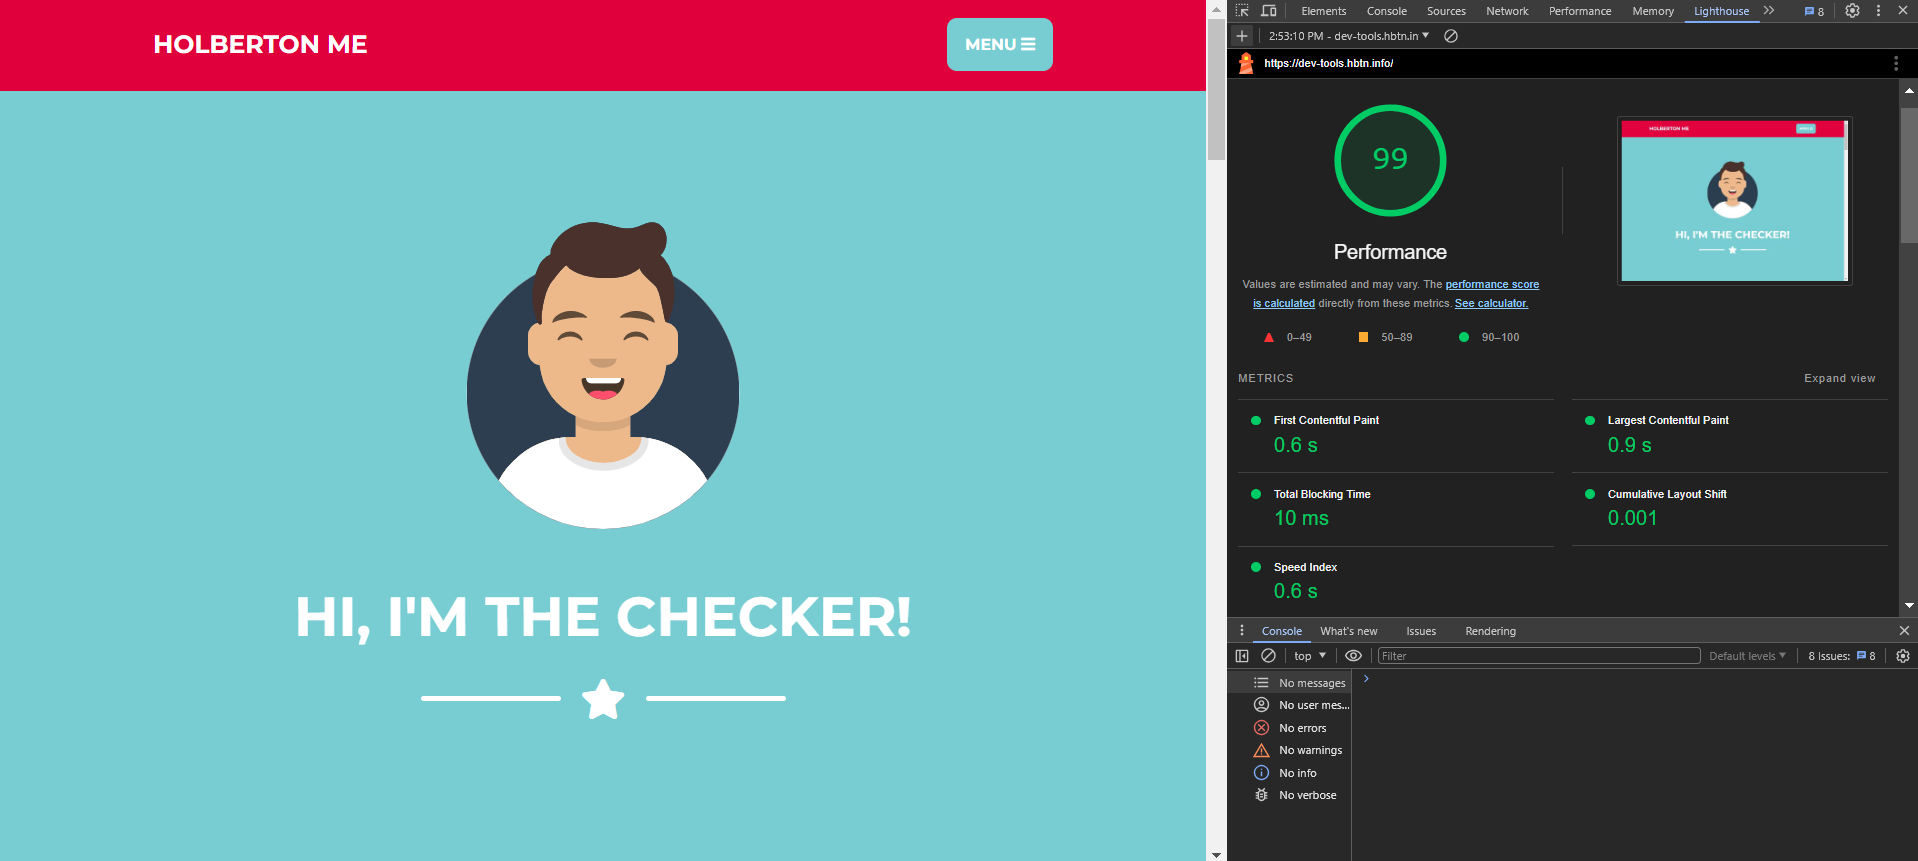 HOLBERTON ME
MENU
HI, I'M THE CHECKER!
Elements Console Sources Network Performance Memory Lighthouse 8
2:53:10 PM - dev-tools.hbtn.in
https://dev-tools.hbtn.info/
99
Performance
Values are estimated and may vary. The performance score
is calculated directly from these metrics. See calculator.
0–49 50–89 90–100
HOLBERTON ME
HI, I'M THE CHECKER!
METRICS Expand view
First Contentful Paint
0.6 s
Largest Contentful Paint
0.9 s
Total Blocking Time
10 ms
Cumulative Layout Shift
0.001
Speed Index
0.6 s
Console What's new Issues Rendering
top Filter Default levels 8 Issues: 8
No messages
No user mes...
No errors
No warnings
No info
No verbose